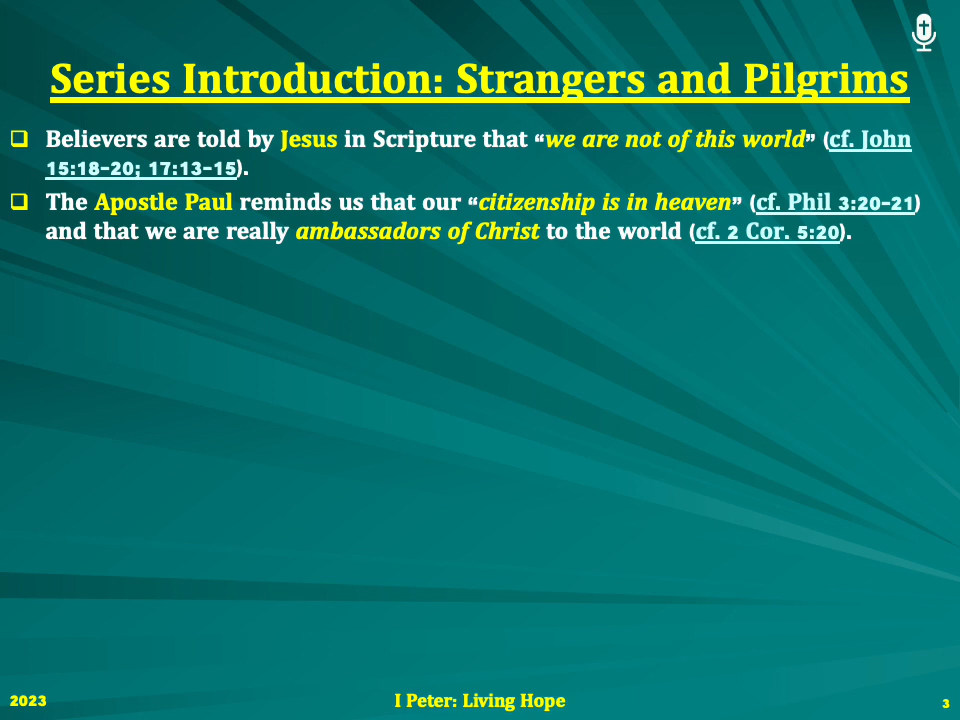 Series Introduction: Strangers and Pilgrims
Believers are told by Jesus in Scripture that “we are not of this world” (cf. John
15:18-20; 17:13-15).
The Apostle Paul reminds us that our “citizenship is in heaven” (cf. Phil 3:20-21)
and that we are really ambassadors of Christ to the world (cf. 2 Cor. 5:20).
2023
I Peter: Living Hope
3